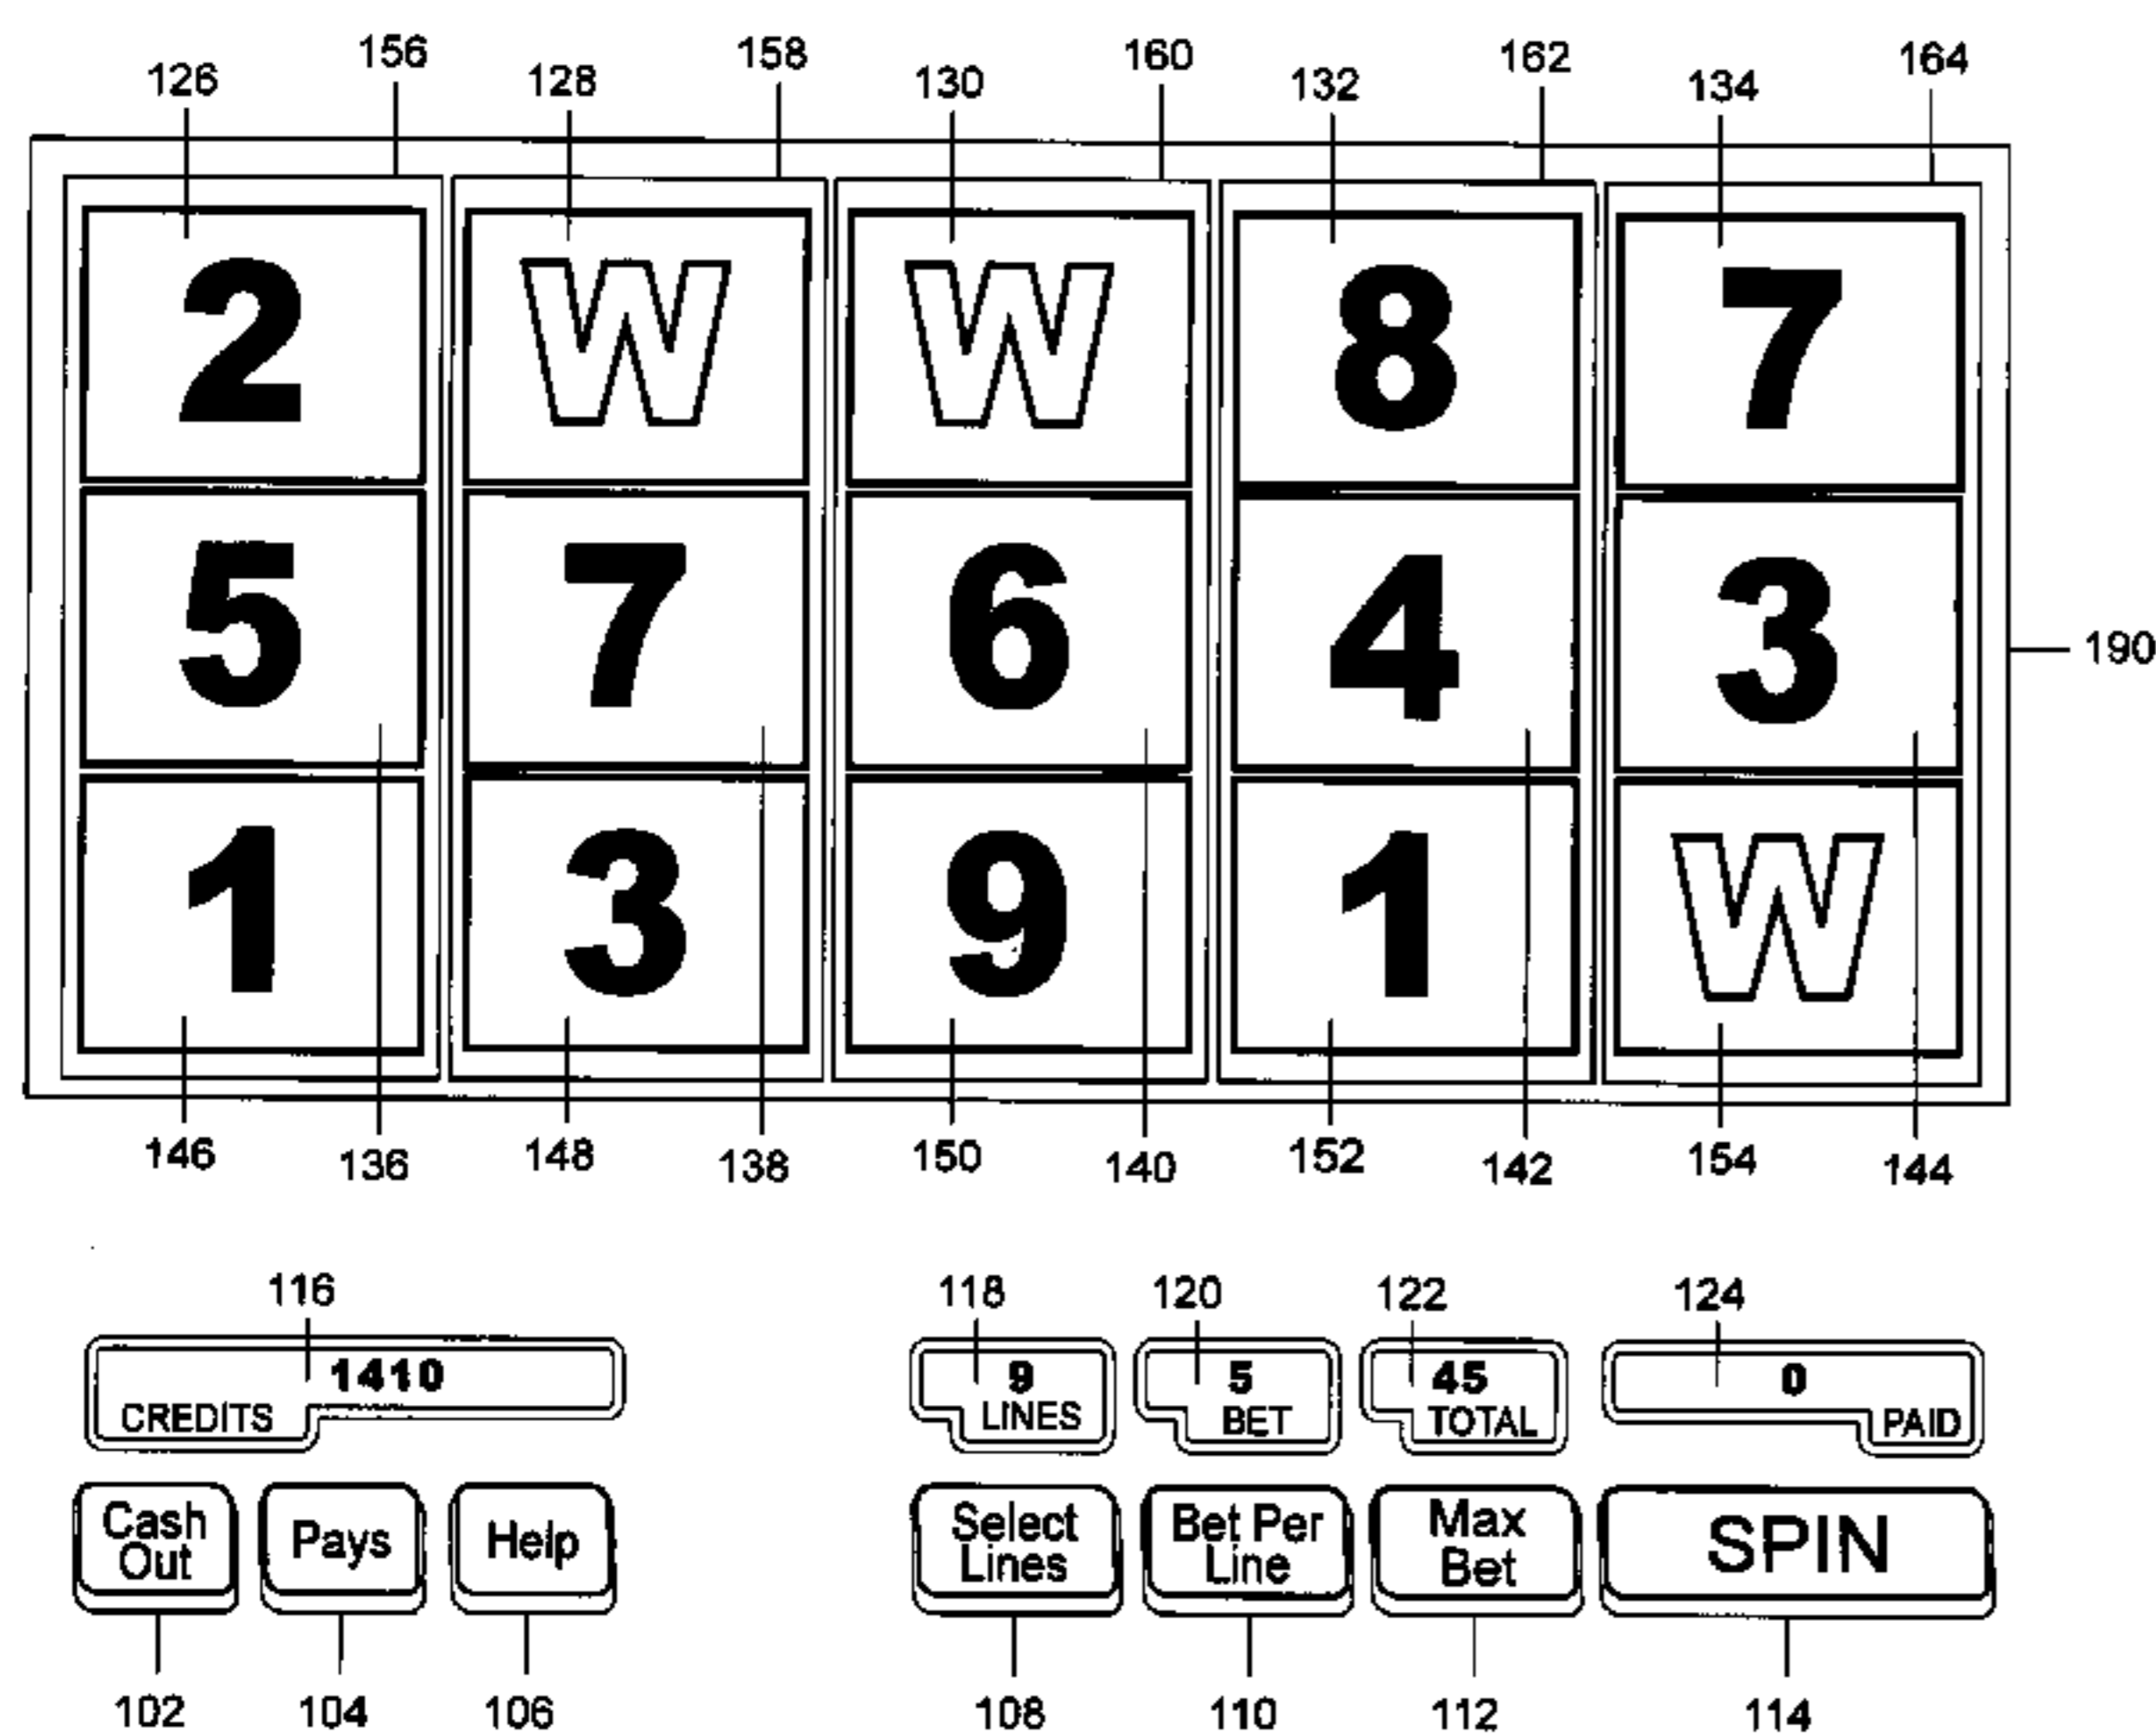 126 156 128 158 130 160 132 162 134 164
2 W W 8 7
5 7 6 4 3
190
1 3 9 1 W
146 136 148 138 150 140 152 142 154 144
116 118 120 122 124
1410 9 5 45 0
CREDITS LINES BET TOTAL PAID
Cash Out Pays Help Select Lines Bet Per Line Max Bet SPIN
102 104 106 108 110 112 114